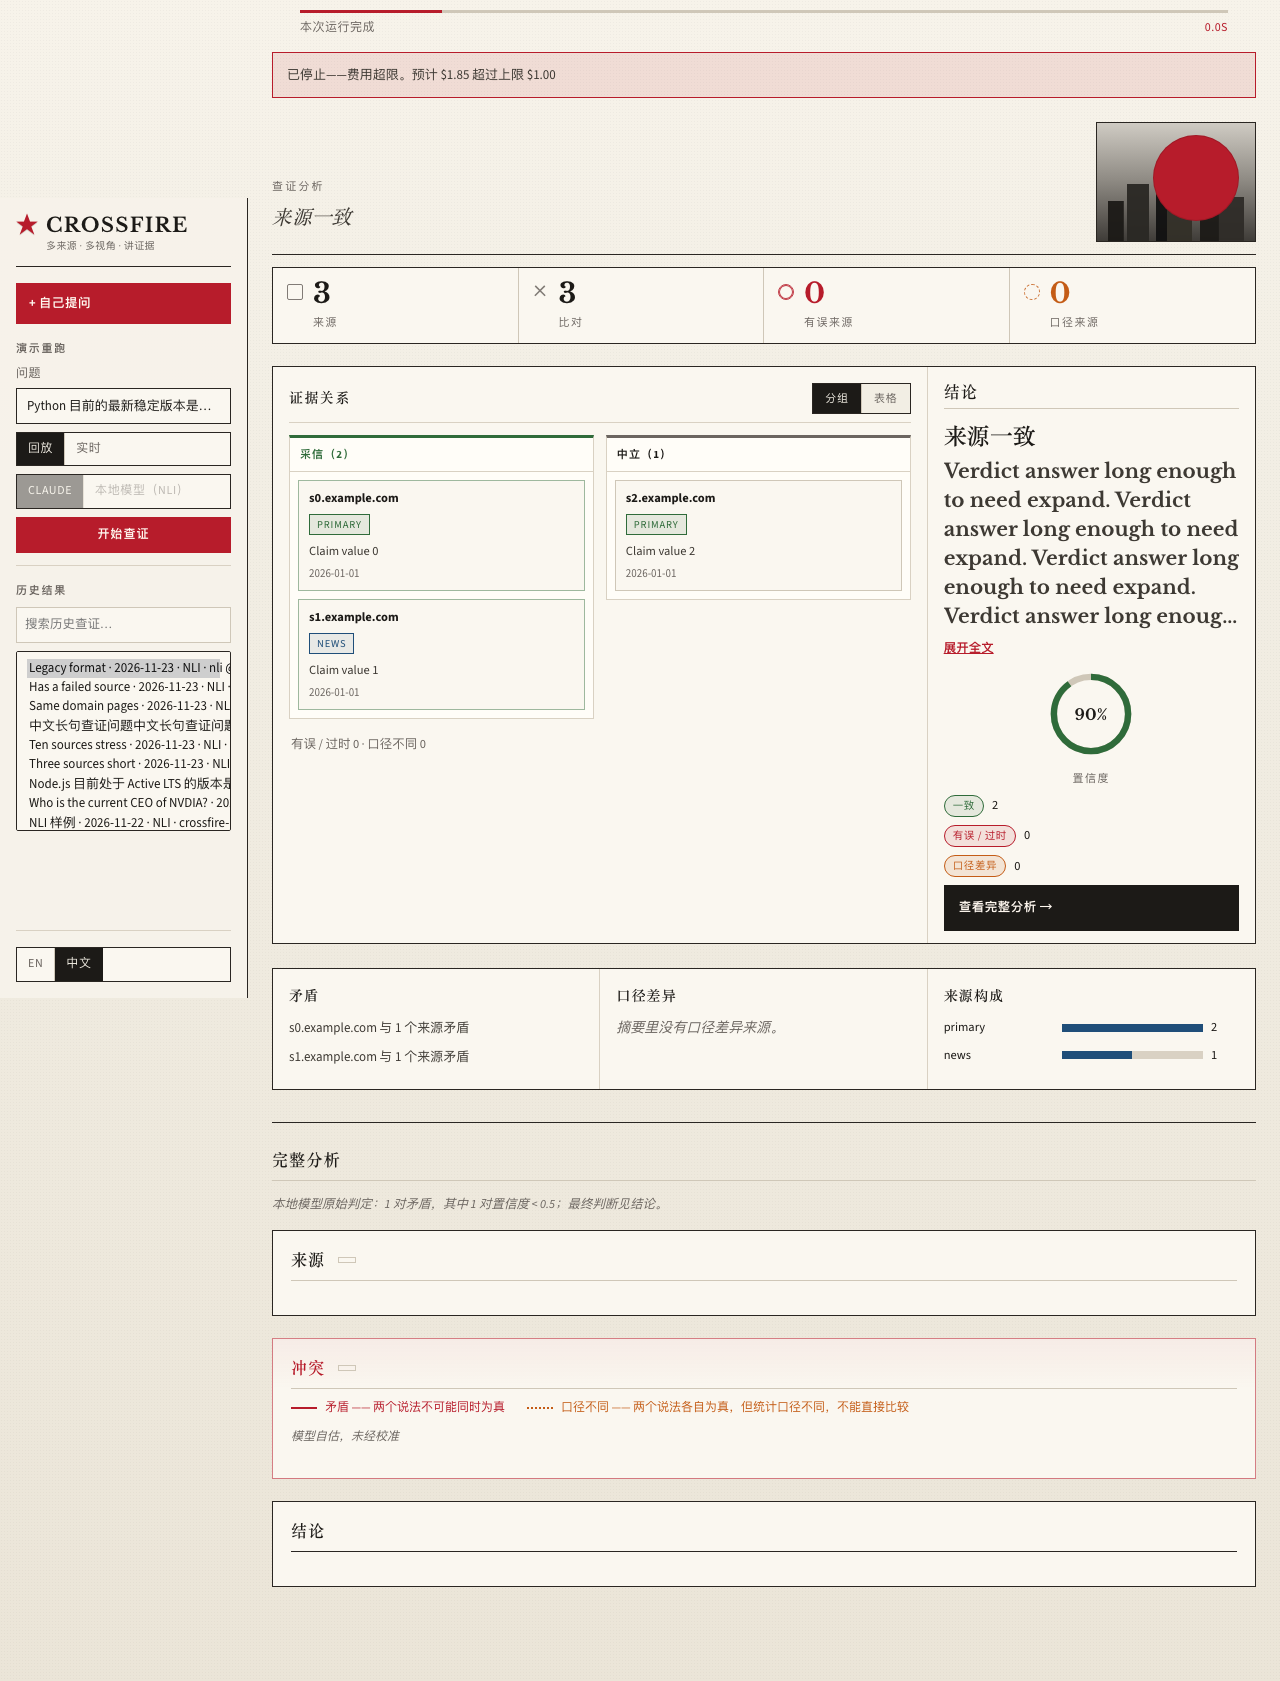 本次运行完成
0.0S
已停止——费用超限。预计 $1.85 超过上限 $1.00
查证分析
来源一致
CROSSFIRE
多来源 · 多视角 · 讲证据
+ 自己提问
演示重跑
问题
Python 目前的最新稳定版本是…
回放 实时
CLAUDE 本地模型（NLI）
开始查证
历史结果
搜索历史查证…
Legacy format · 2026-11-23 · NLI · nli @
Has a failed source · 2026-11-23 · NLI ·
Same domain pages · 2026-11-23 · NL
中文长句查证问题中文长句查证问题
Ten sources stress · 2026-11-23 · NLI ·
Three sources short · 2026-11-23 · NLI
Node.js 目前处于 Active LTS 的版本是
Who is the current CEO of NVDIA? · 20
NLI 样例 · 2026-11-22 · NLI · crossfire-
EN 中文
3
来源
3
比对
0
有误来源
0
口径来源
证据关系
分组 表格
采信（2）
s0.example.com
PRIMARY
Claim value 0
2026-01-01
s1.example.com
NEWS
Claim value 1
2026-01-01
中立（1）
s2.example.com
PRIMARY
Claim value 2
2026-01-01
有误 / 过时 0 · 口径不同 0
结论
来源一致
Verdict answer long enough
to need expand. Verdict
answer long enough to need
expand. Verdict answer long
enough to need expand.
Verdict answer long enoug…
展开全文
90%
置信度
一致 2
有误 / 过时 0
口径差异 0
查看完整分析 →
矛盾
s0.example.com 与 1 个来源矛盾
s1.example.com 与 1 个来源矛盾
口径差异
摘要里没有口径差异来源。
来源构成
primary 2
news 1
完整分析
本地模型原始判定：1 对矛盾，其中 1 对置信度 < 0.5；最终判断见结论。
来源
冲突
矛盾 —— 两个说法不可能同时为真
口径不同 —— 两个说法各自为真，但统计口径不同，不能直接比较
模型自估，未经校准
结论